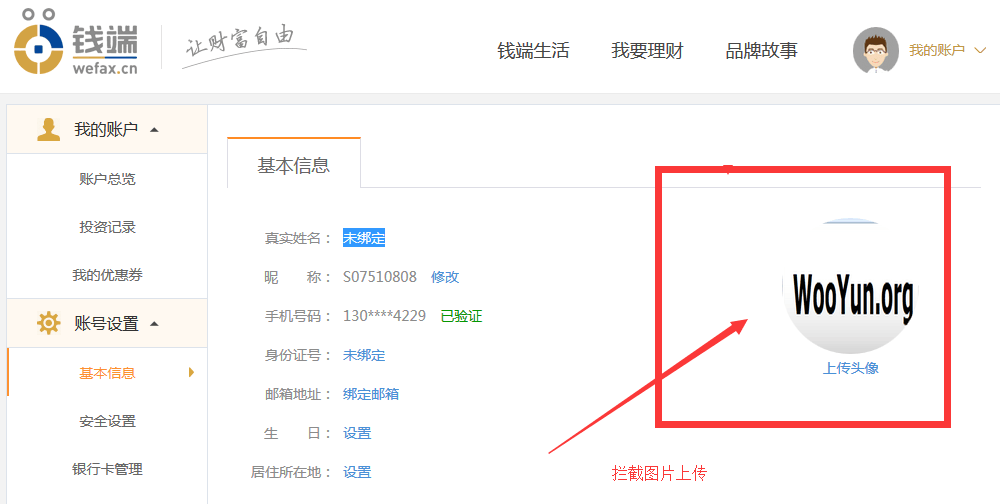 钱端
wefax.cn
让财富自由
钱端生活 我要理财 品牌故事 我的账户
我的账户
账户总览
投资记录
我的优惠券
账号设置
基本信息
安全设置
银行卡管理
基本信息
真实姓名： 未绑定
昵 称： S07510808 修改
手机号码： 130****4229 已验证
身份证号： 未绑定
邮箱地址： 绑定邮箱
生 日： 设置
居住所在地： 设置
WooYun.org
上传头像
拦截图片上传